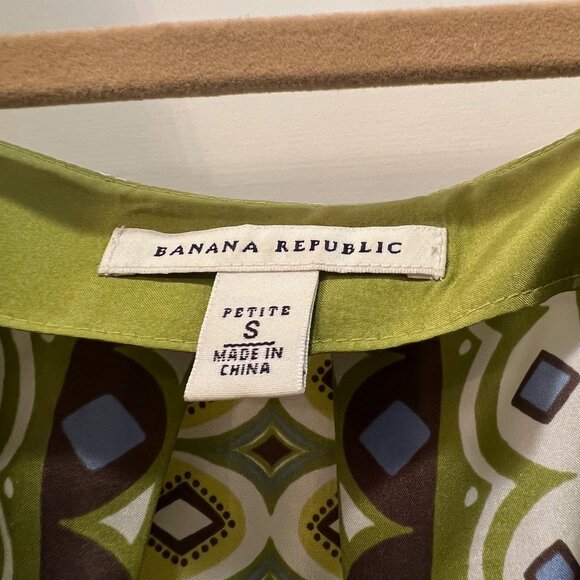 BANANA REPUBLIC
PETITE
S
MADE IN
CHINA